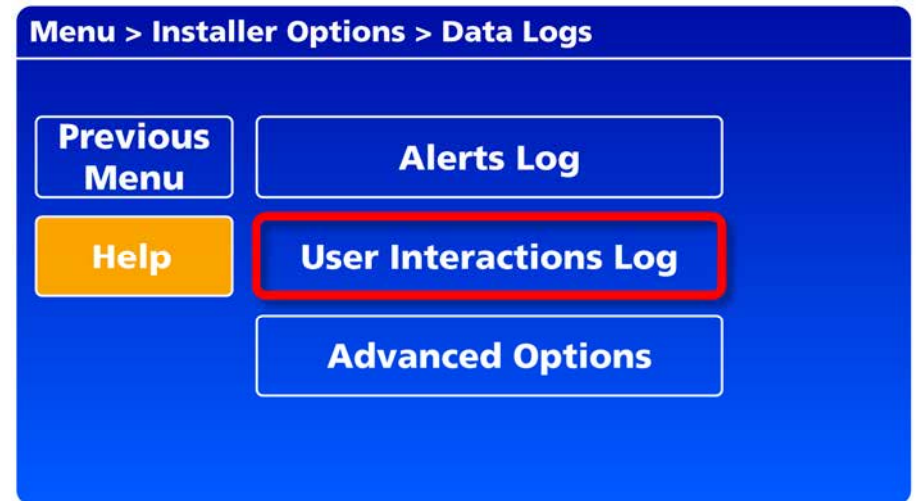 Menu > Installer Options > Data Logs
Previous
Menu
Alerts Log
Help
User Interactions Log
Advanced Options